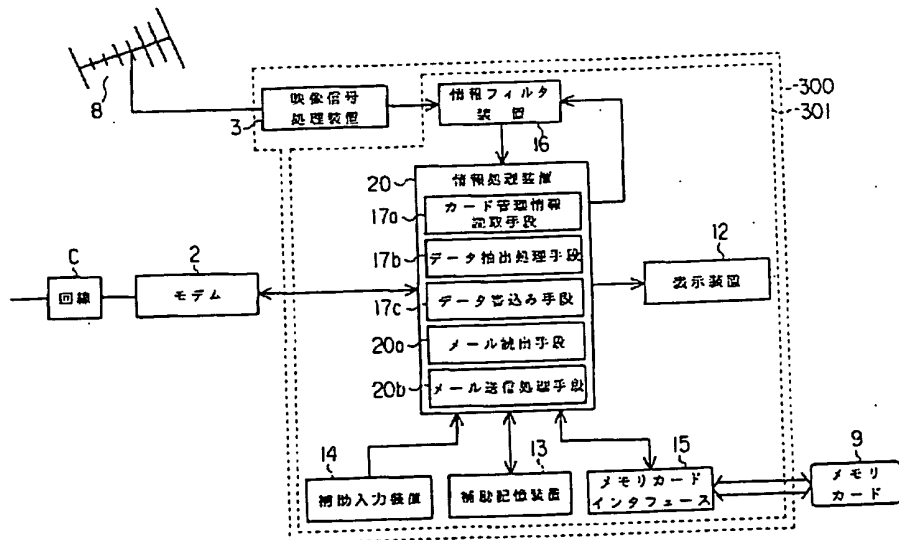 8
映像信号
処理装置
3
情報フィルタ
装置
16
300
301
20
情報処理装置
17a
カード管理情報
読取手段
17b
データ抽出処理手段
17c
データ書込み手段
20a
メール読出手段
20b
メール送信処理手段
C
回線
2
モデム
12
表示装置
14
補助入力装置
13
補助記憶装置
15
メモリカード
インタフェース
9
メモリ
カード